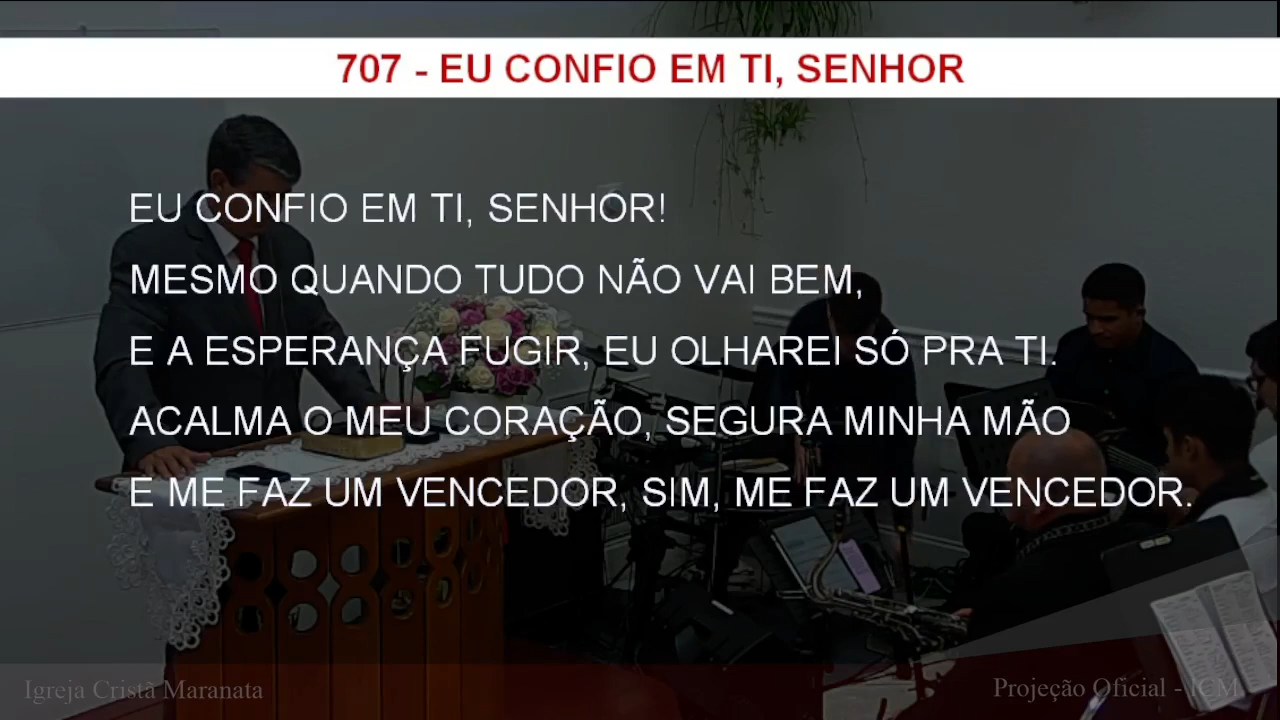 707 - EU CONFIO EM TI, SENHOR
EU CONFIO EM TI, SENHOR!
MESMO QUANDO TUDO NÃO VAI BEM,
E A ESPERANÇA FUGIR, EU OLHAREI SÓ PRA TI.
ACALMA O MEU CORAÇÃO, SEGURA MINHA MÃO
E ME FAZ UM VENCEDOR, SIM, ME FAZ UM VENCEDOR.
Igreja Cristã Maranata
Projeção Oficial - ICM